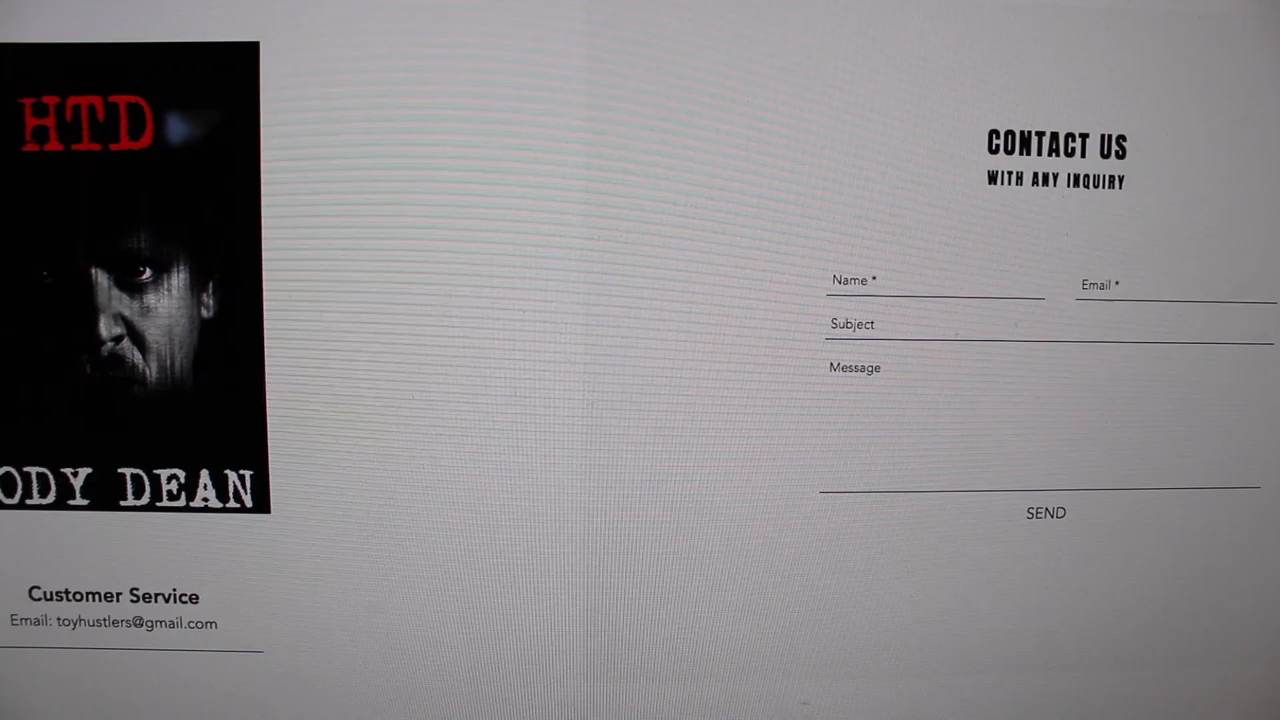 HTD
ODY DEAN
Customer Service
Email: toyhustlers@gmail.com
CONTACT US
WITH ANY INQUIRY
Name *
Email *
Subject
Message
SEND